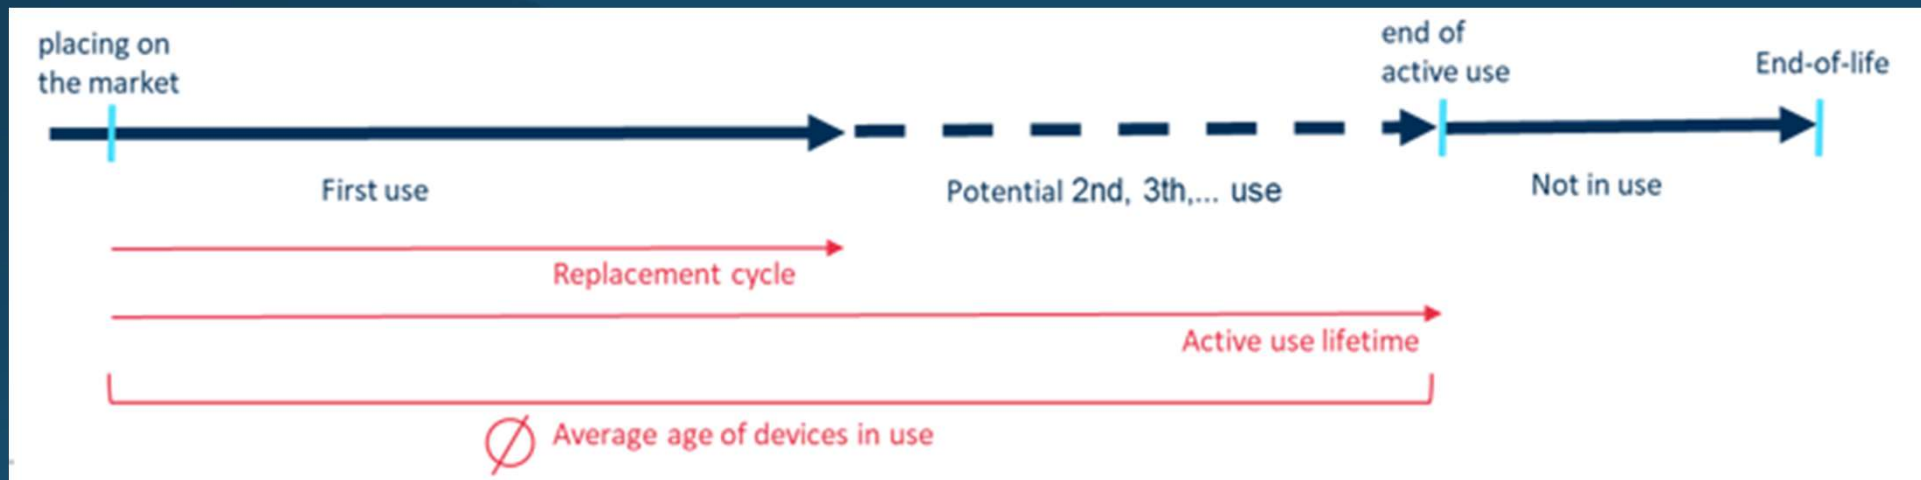 placing on
the market
end of
active use
End-of-life
First use
Potential 2nd, 3th,... use
Not in use
Replacement cycle
Active use lifetime
Ø Average age of devices in use